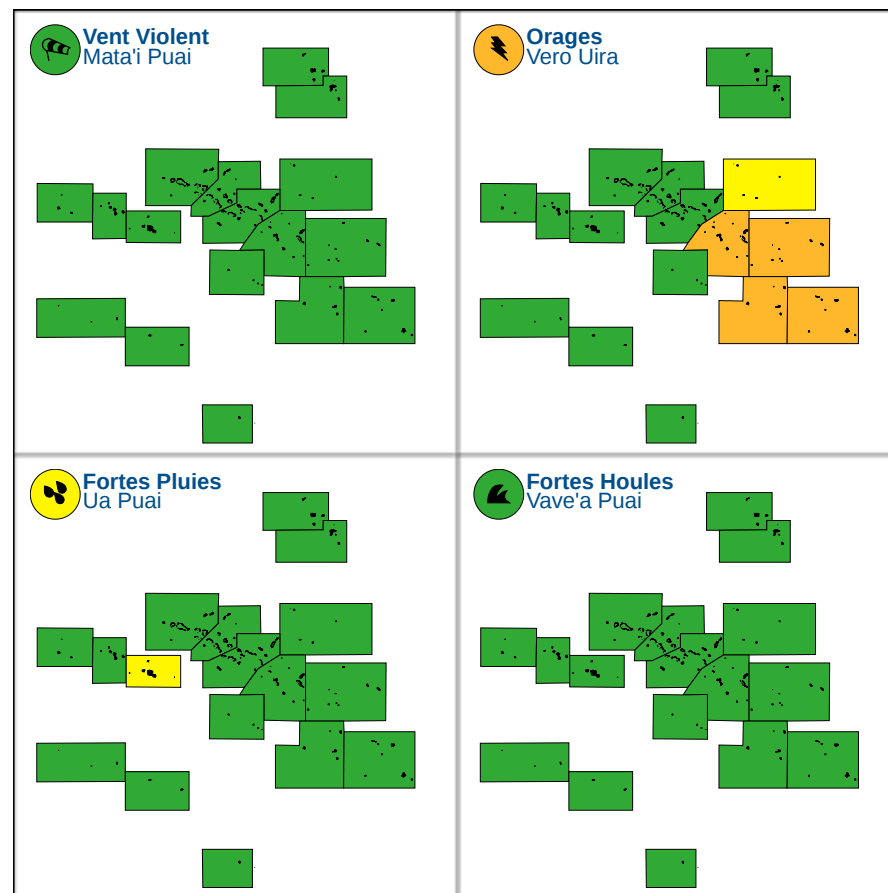 Vent Violent
Mata'i Puai
Orages
Vero Uira
Fortes Pluies
Ua Puai
Fortes Houles
Vave'a Puai